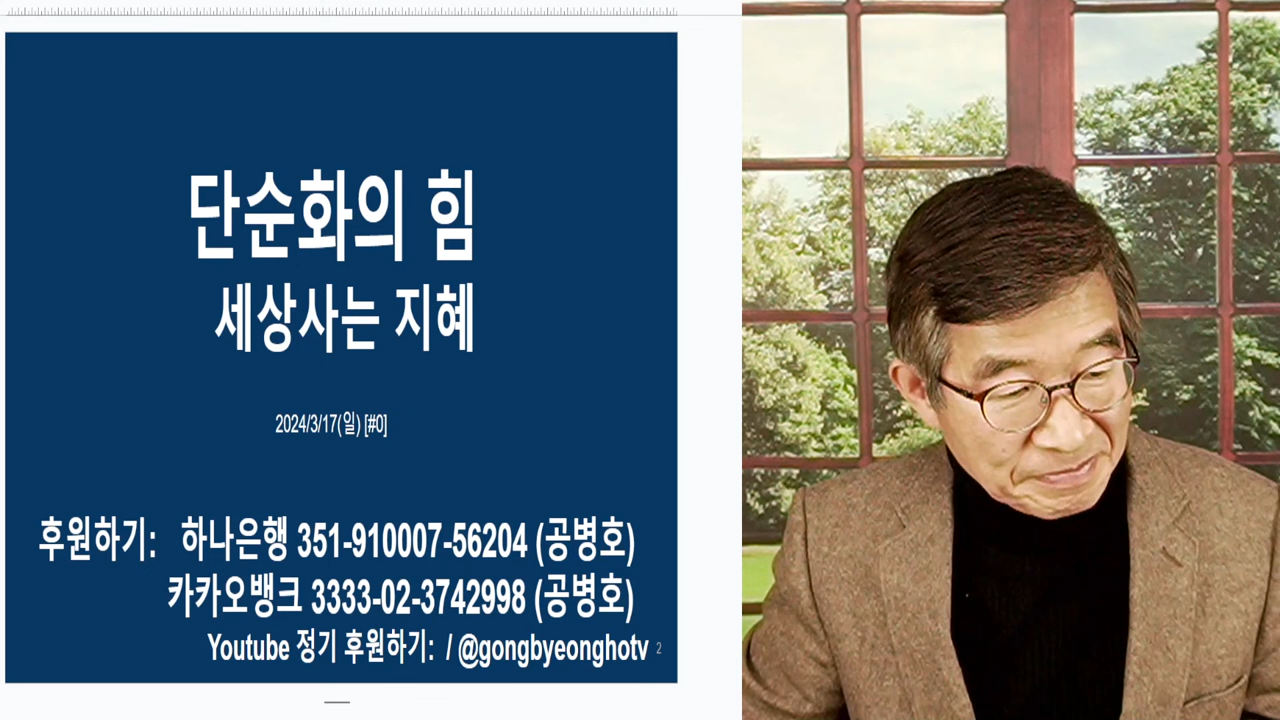 단순화의 힘
세상사는 지혜
2024/3/17(일) [#0]
후원하기: 하나은행 351-910007-56204 (공병호)
카카오뱅크 3333-02-3742998 (공병호)
Youtube 정기 후원하기: / @gongbyeonghotv 2